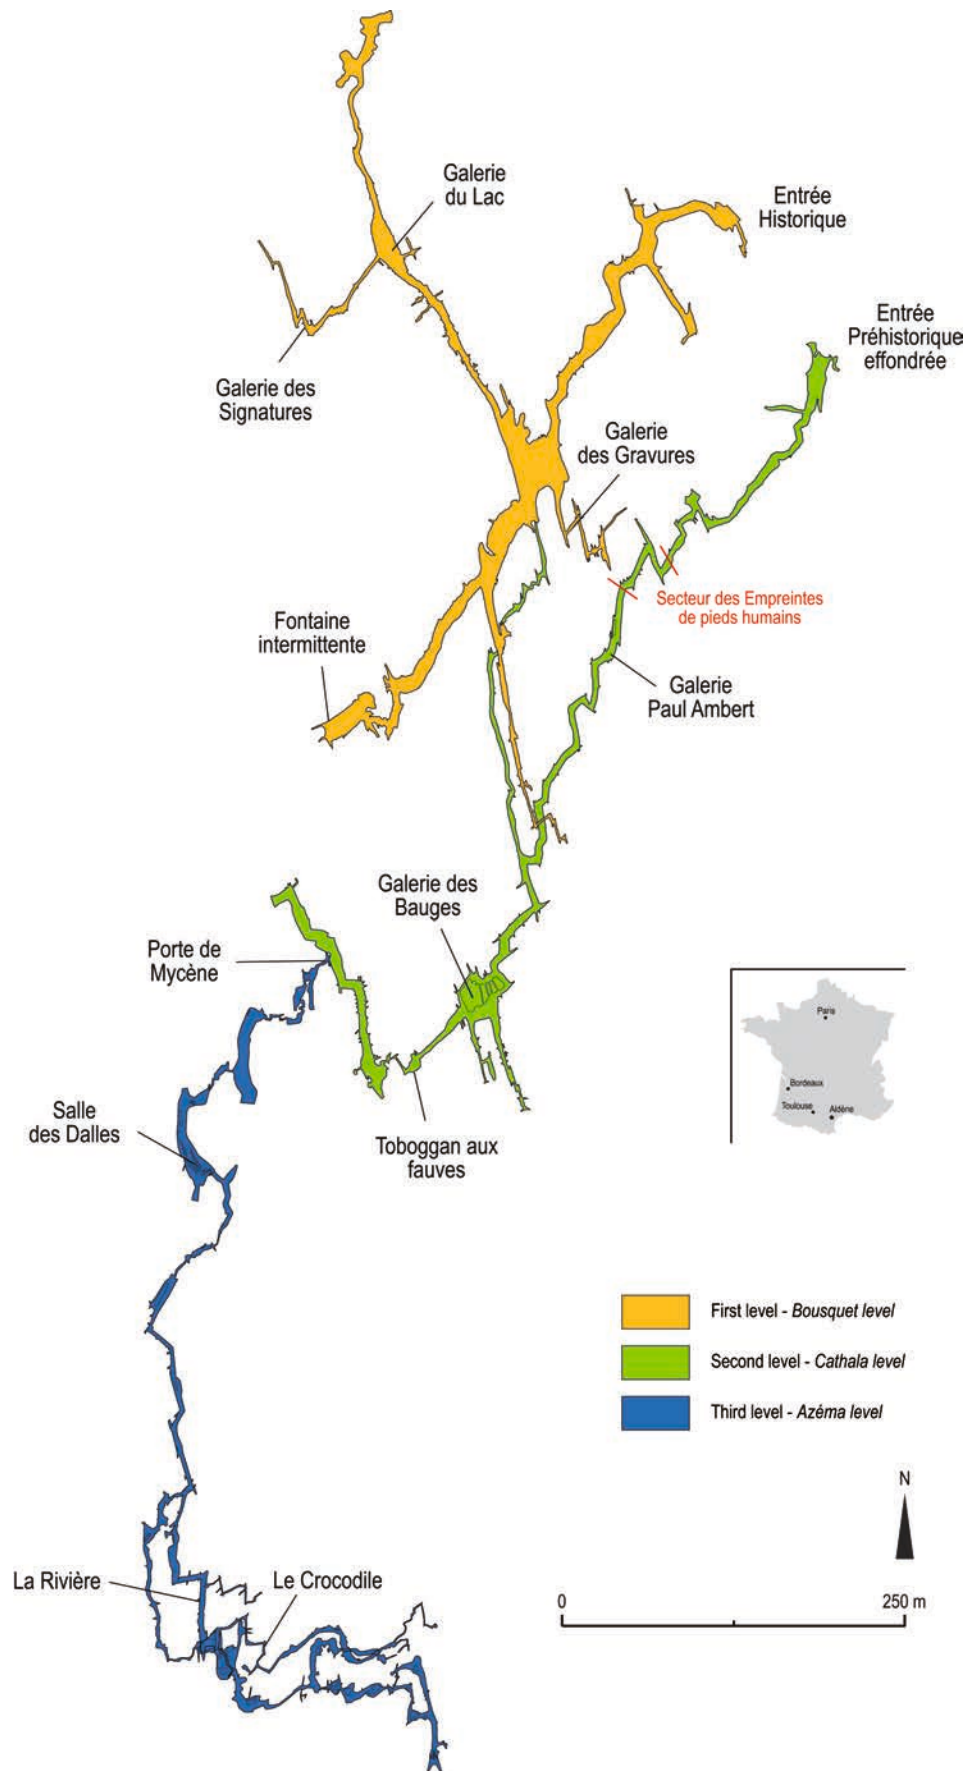 Galerie
du Lac
Entrée
Historique
Entrée
Préhistorique
effondrée
Galerie des
Signatures
Galerie
des Gravures
Secteur des Empreintes
de pieds humains
Fontaine
intermittente
Galerie
Paul Ambert
Galerie des
Bauges
Porte de
Mycène
Paris
Bordeaux
Toulouse
Aldène
Salle
des Dalles
Toboggan aux
fauves
First level - Bousquet level
Second level - Cathala level
Third level - Azéma level
N
La Rivière
Le Crocodile
0
250 m